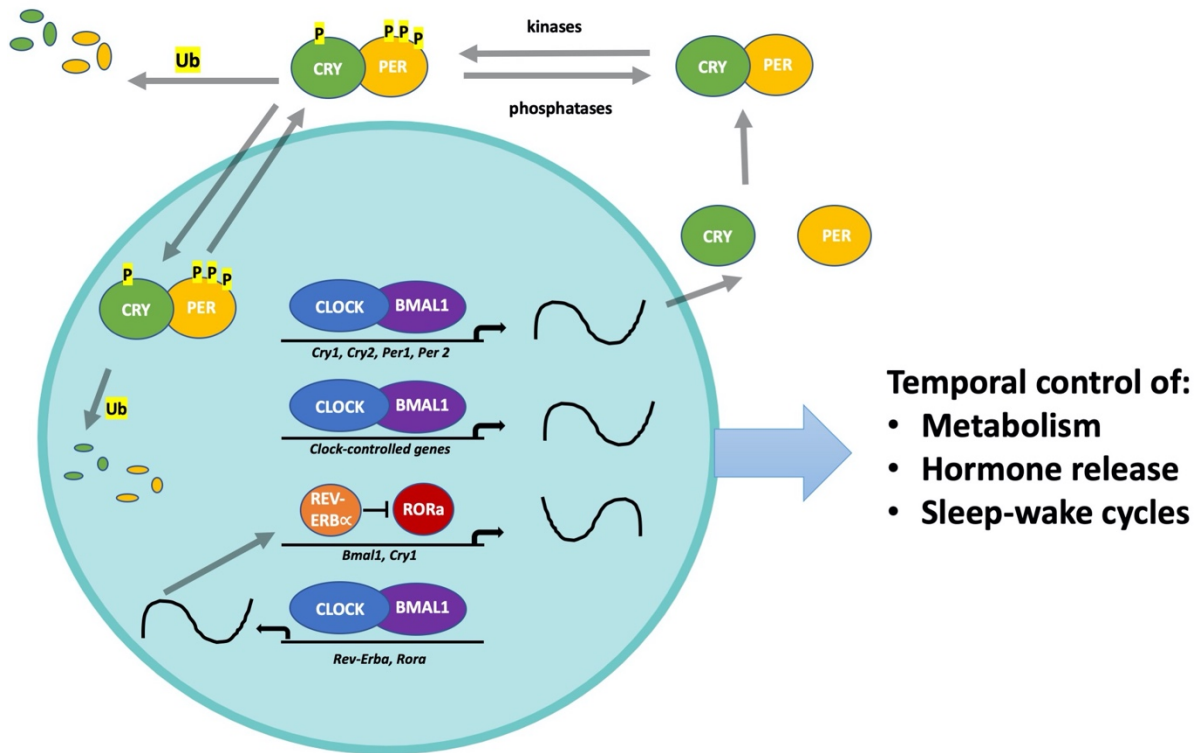 P
P P P
CRY
PER
Ub
kinases
phosphatases
CRY
PER
CRY
PER
P
P P P
CRY
PER
Ub
CLOCK
BMAL1
Cry1, Cry2, Per1, Per 2
CLOCK
BMAL1
Clock-controlled genes
REV-
ERB∝
RORa
Bmal1, Cry1
CLOCK
BMAL1
Rev-Erba, Rora
Temporal control of:
• Metabolism
• Hormone release
• Sleep-wake cycles